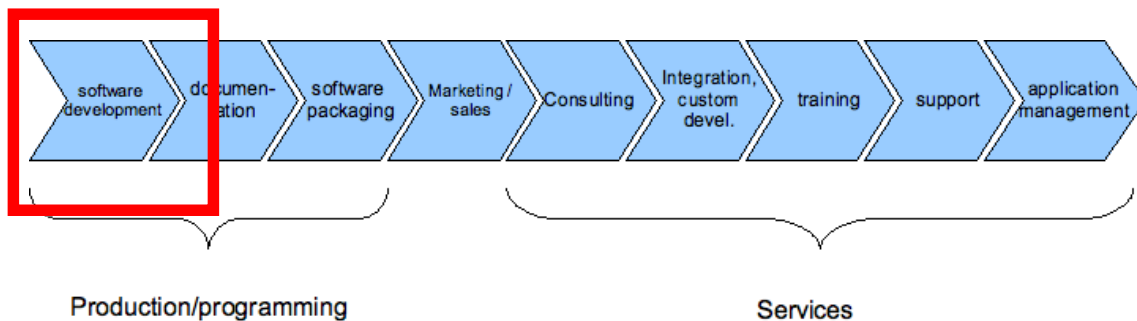 software
development
documen-
tation
software
packaging
Marketing /
sales
Consulting
Integration,
custom
devel.
training
support
application
management
Production/programming
Services